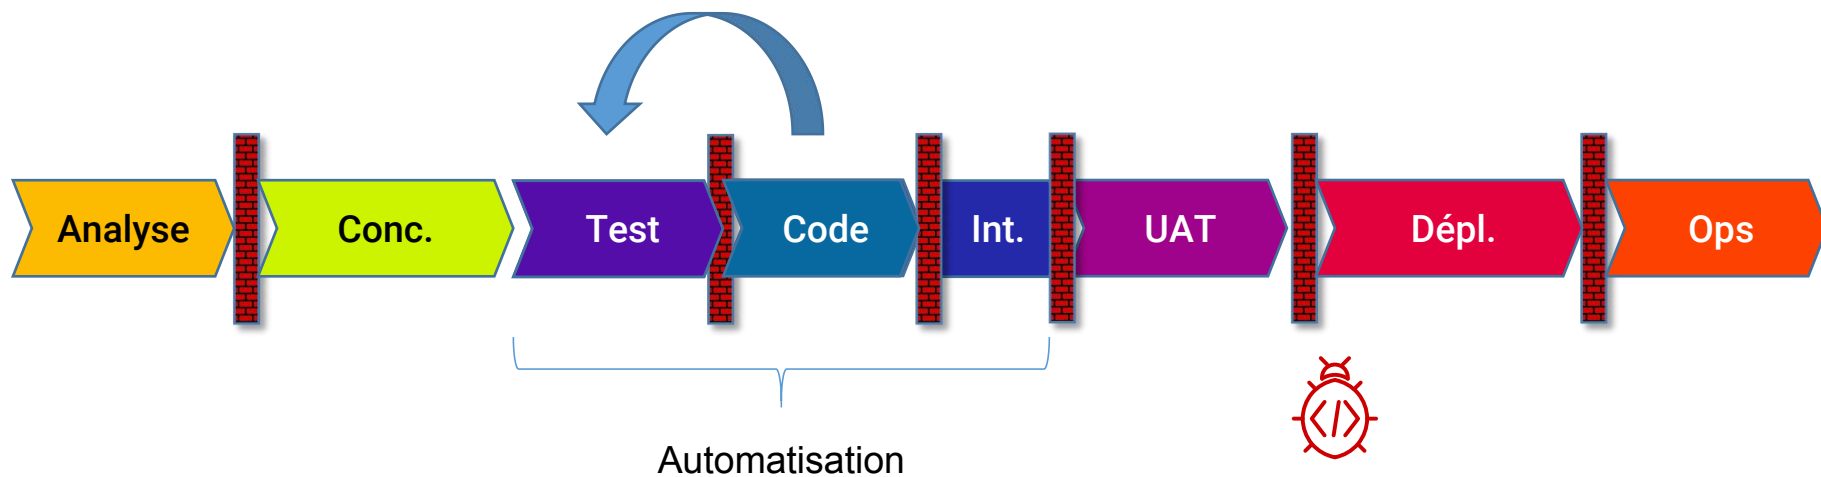 Analyse
Conc.
Test
Code
Int.
UAT
Dépl.
Ops
Automatisation